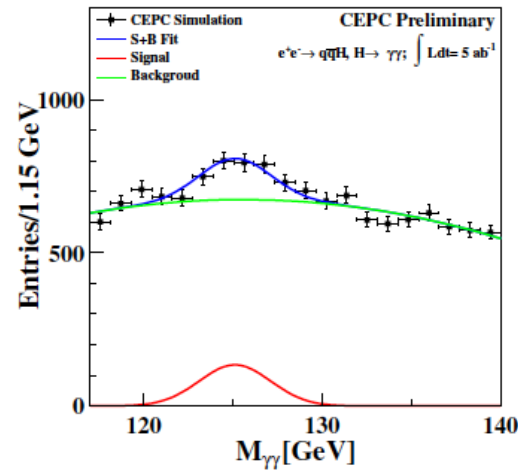 CEPC Simulation
S+B Fit
Signal
Backgroud
CEPC Preliminary
e⁺e⁻→ qq̅H, H→ γγ; ∫ Ldt= 5 ab⁻¹
Entries/1.15 GeV
1000
500
0
120
130
140
Mγγ[GeV]